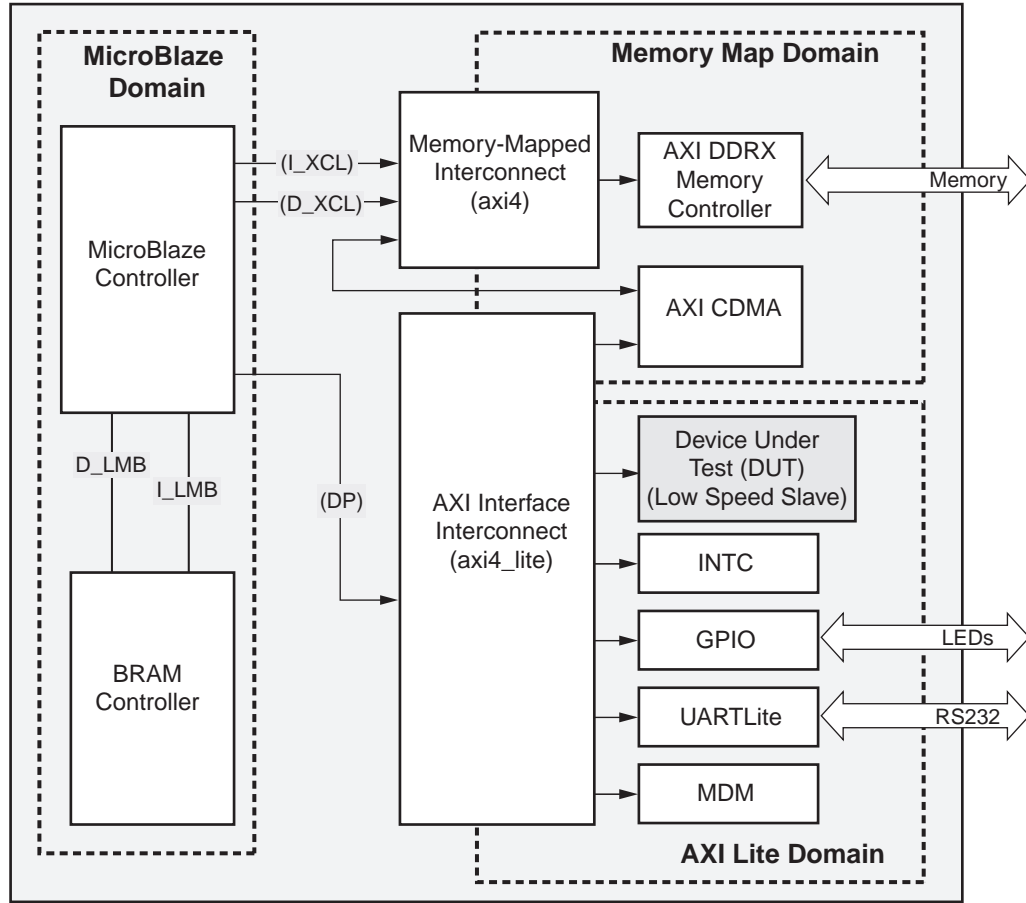 MicroBlaze
Domain
Memory Map Domain
MicroBlaze
Controller
(I_XCL)
(D_XCL)
Memory-Mapped
Interconnect
(axi4)
AXI DDRX
Memory
Controller
Memory
AXI CDMA
D_LMB
I_LMB
(DP)
AXI Interface
Interconnect
(axi4_lite)
Device Under
Test (DUT)
(Low Speed Slave)
INTC
GPIO
LEDs
BRAM
Controller
UARTLite
RS232
MDM
AXI Lite Domain